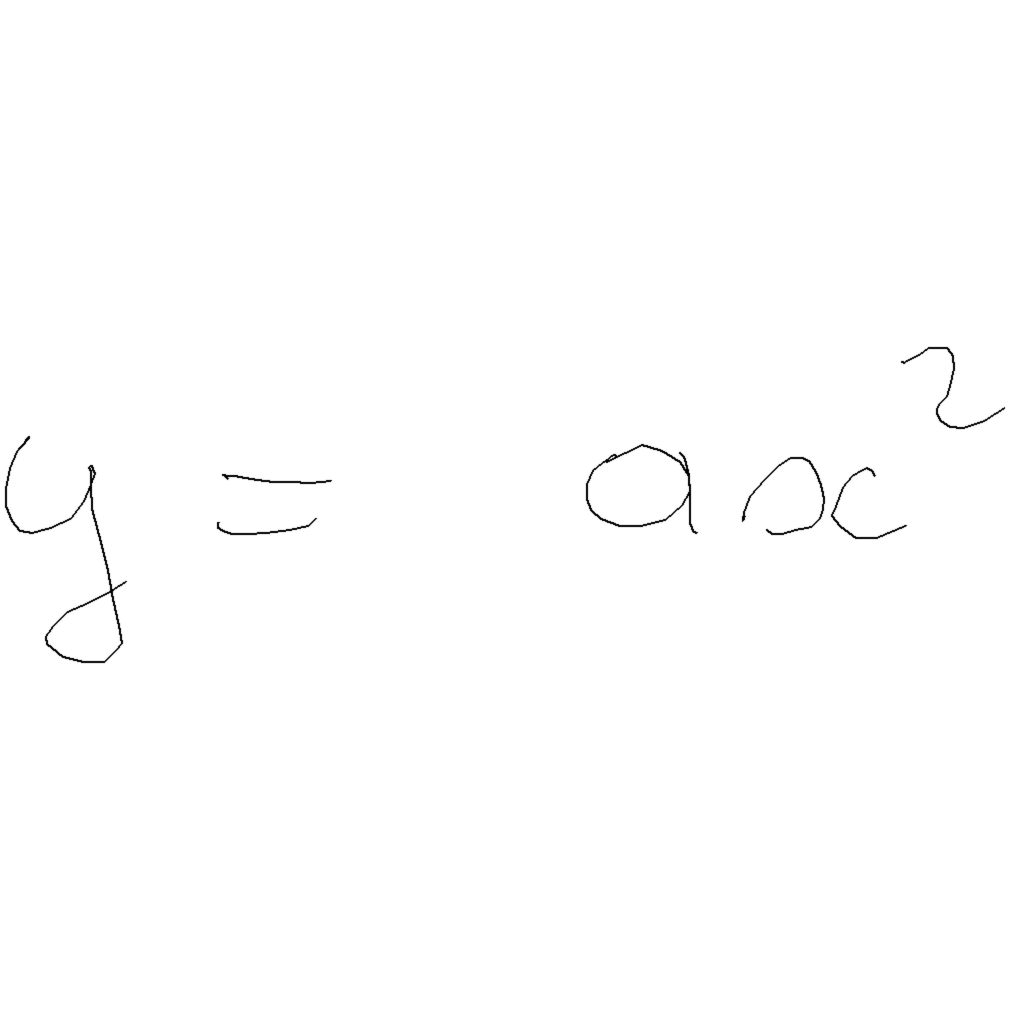 y = ax²